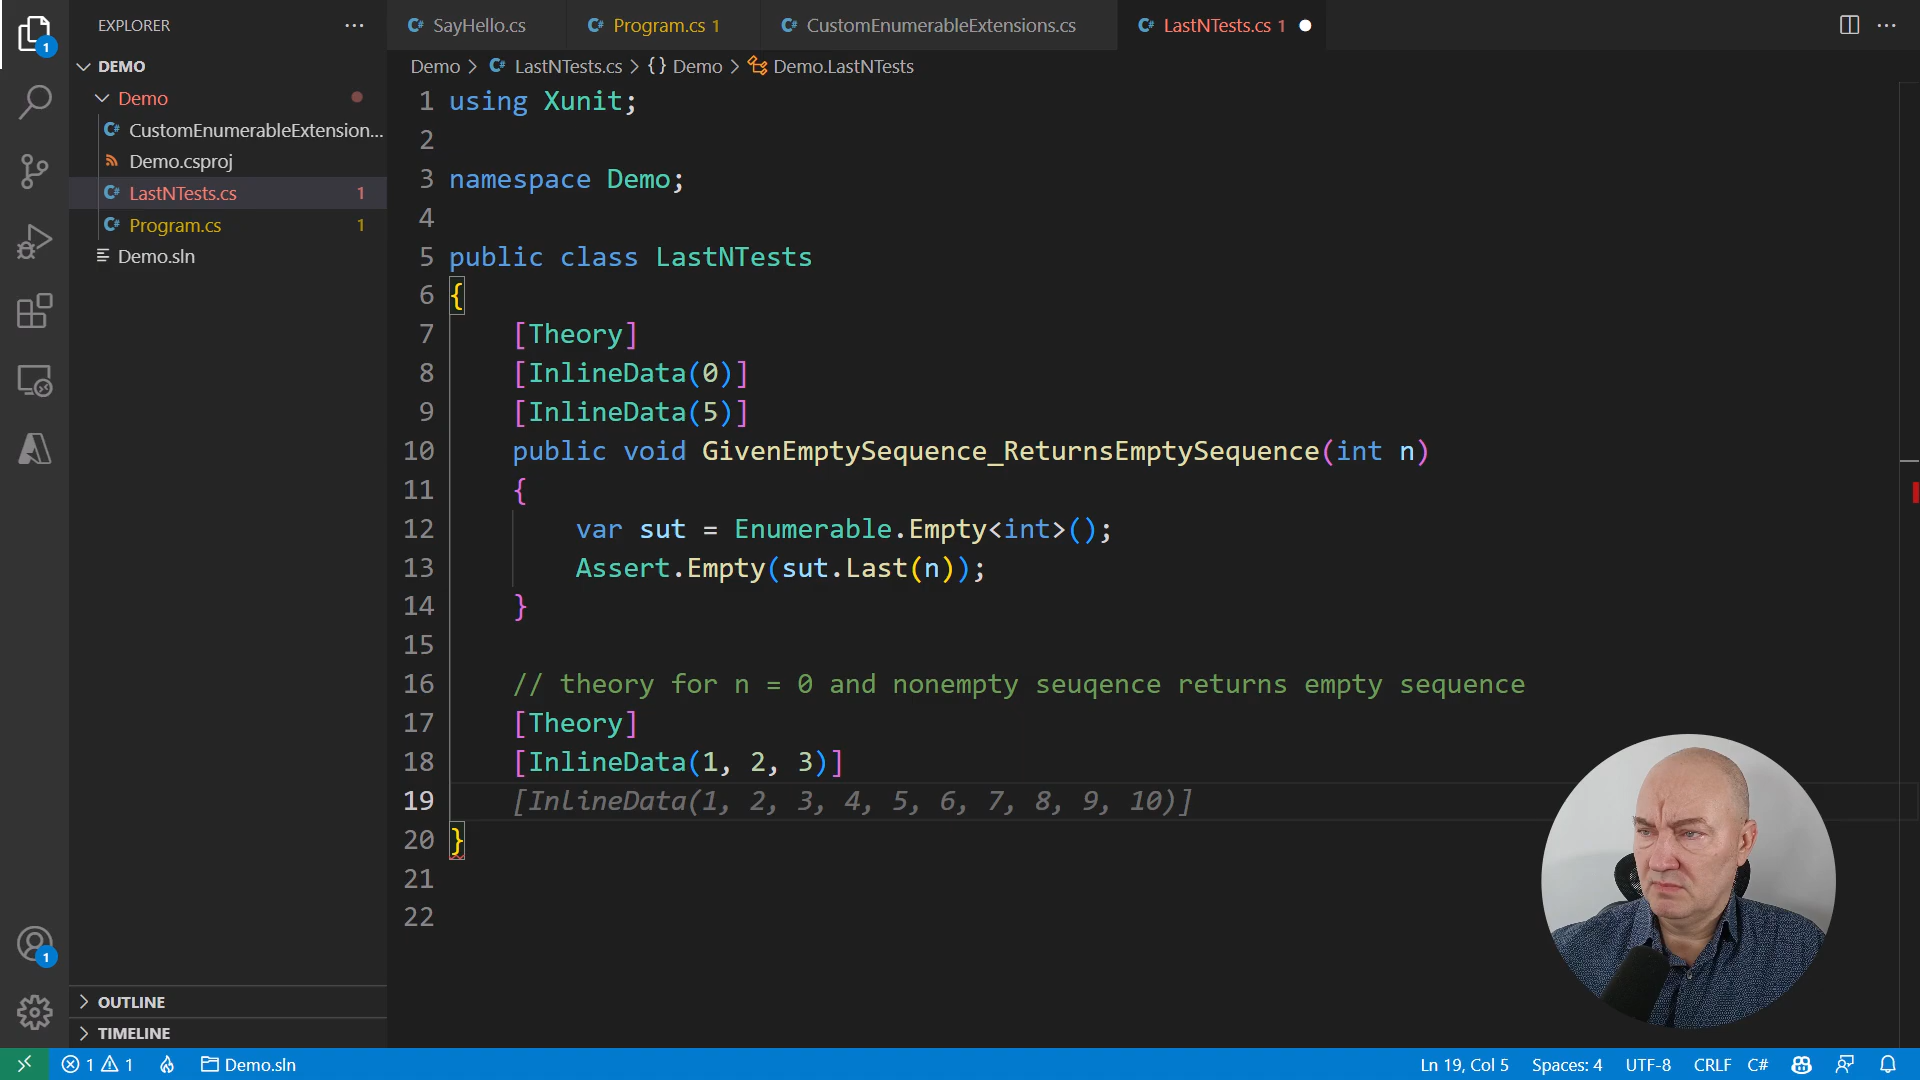 EXPLORER
SayHello.cs
Program.cs 1
CustomEnumerableExtensions.cs
LastNTests.cs 1
DEMO
Demo > LastNTests.cs > {} Demo > Demo.LastNTests
Demo
CustomEnumerableExtension...
Demo.csproj
LastNTests.cs 1
Program.cs 1
Demo.sln
1 using Xunit;
2
3 namespace Demo;
4
5 public class LastNTests
6 {
7 [Theory]
8 [InlineData(0)]
9 [InlineData(5)]
10 public void GivenEmptySequence_ReturnsEmptySequence(int n)
11 {
12 var sut = Enumerable.Empty<int>();
13 Assert.Empty(sut.Last(n));
14 }
15
16 // theory for n = 0 and nonempty seuqence returns empty sequence
17 [Theory]
18 [InlineData(1, 2, 3)]
19 [InlineData(1, 2, 3, 4, 5, 6, 7, 8, 9, 10)]
20 }
21
22
1
1
OUTLINE
TIMELINE
1 1 Demo.sln
Ln 19, Col 5 Spaces: 4 UTF-8 CRLF C#